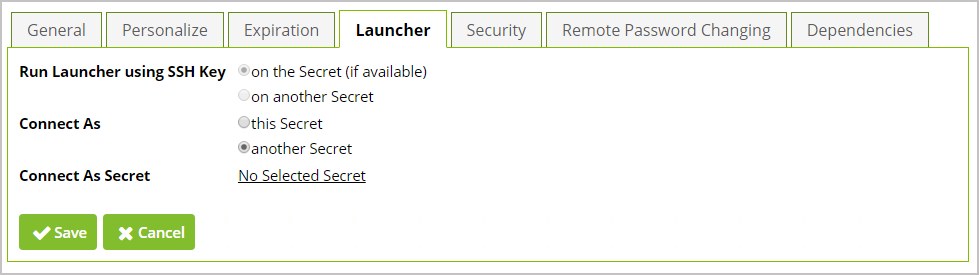 General Personalize Expiration Launcher Security Remote Password Changing Dependencies
Run Launcher using SSH Key on the Secret (if available)
on another Secret
Connect As this Secret
another Secret
Connect As Secret No Selected Secret
Save Cancel